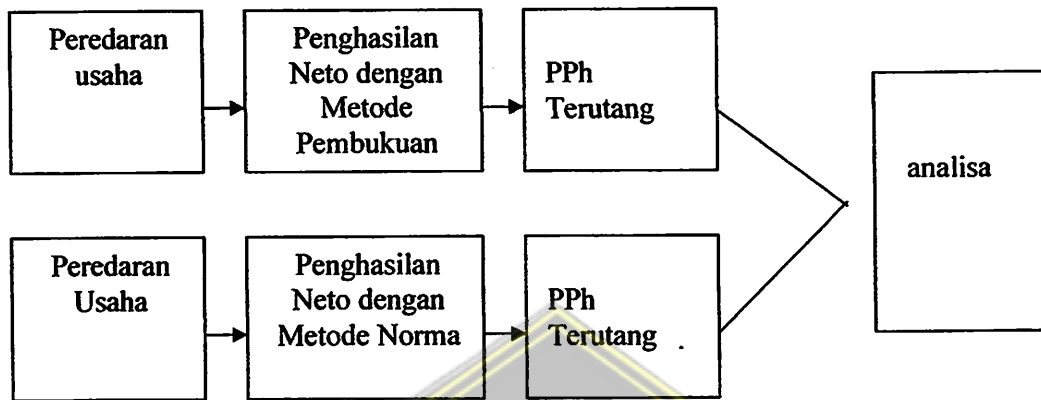 Peredaran
usaha
Penghasilan
Neto dengan
Metode
Pembukuan
PPh
Terutang
analisa
Peredaran
Usaha
Penghasilan
Neto dengan
Metode Norma
PPh
Terutang